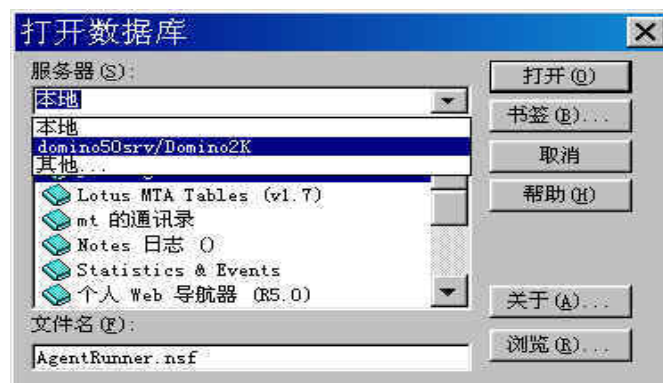 打开数据库
服务器(S):
本地
本地
domino50srv/Domino2K
其他...
Lotus MTA Tables (v1.7)
mt 的通讯录
Notes 日志 ()
Statistics & Events
个人 Web 导航器 (R5.0)
文件名(F):
AgentRunner.nsf
打开(O)
书签(B)...
取消
帮助(H)
关于(A)...
浏览(R)...